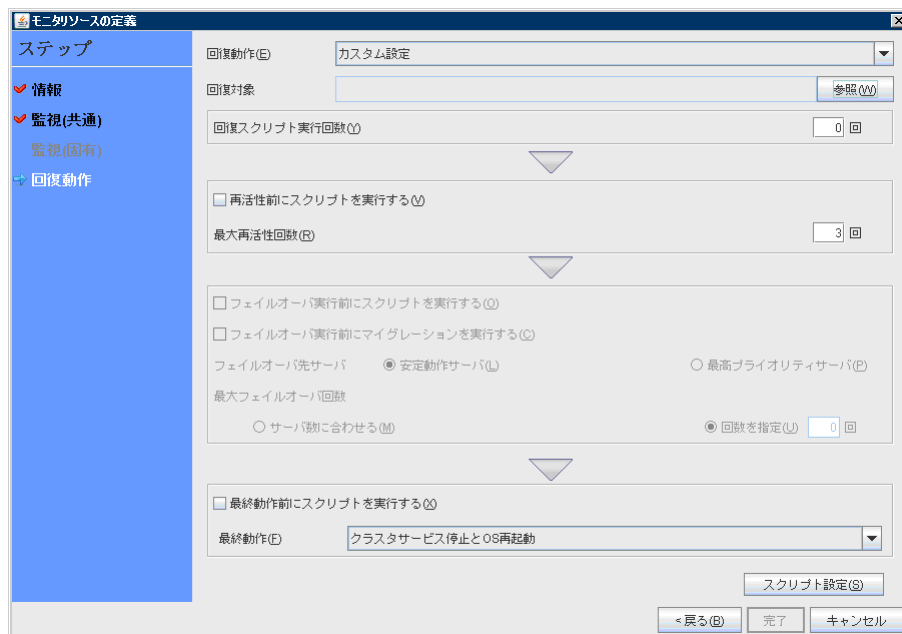 モニタリソースの定義
ステップ
情報
監視(共通)
監視(固有)
回復動作
回復動作(E) カスタム設定
回復対象 参照(W)
回復スクリプト実行回数(Y) 0 回
再活性前にスクリプトを実行する(V)
最大再活性回数(R) 3 回
フェイルオーバ実行前にスクリプトを実行する(O)
フェイルオーバ実行前にマイグレーションを実行する(C)
フェイルオーバ先サーバ 安定動作サーバ(L) 最高プライオリティサーバ(P)
最大フェイルオーバ回数
サーバ数に合わせる(M) 回数を指定(U) 0 回
最終動作前にスクリプトを実行する(X)
最終動作(F) クラスタサービス停止とOS再起動
スクリプト設定(S)
<戻る(B) 完了 キャンセル